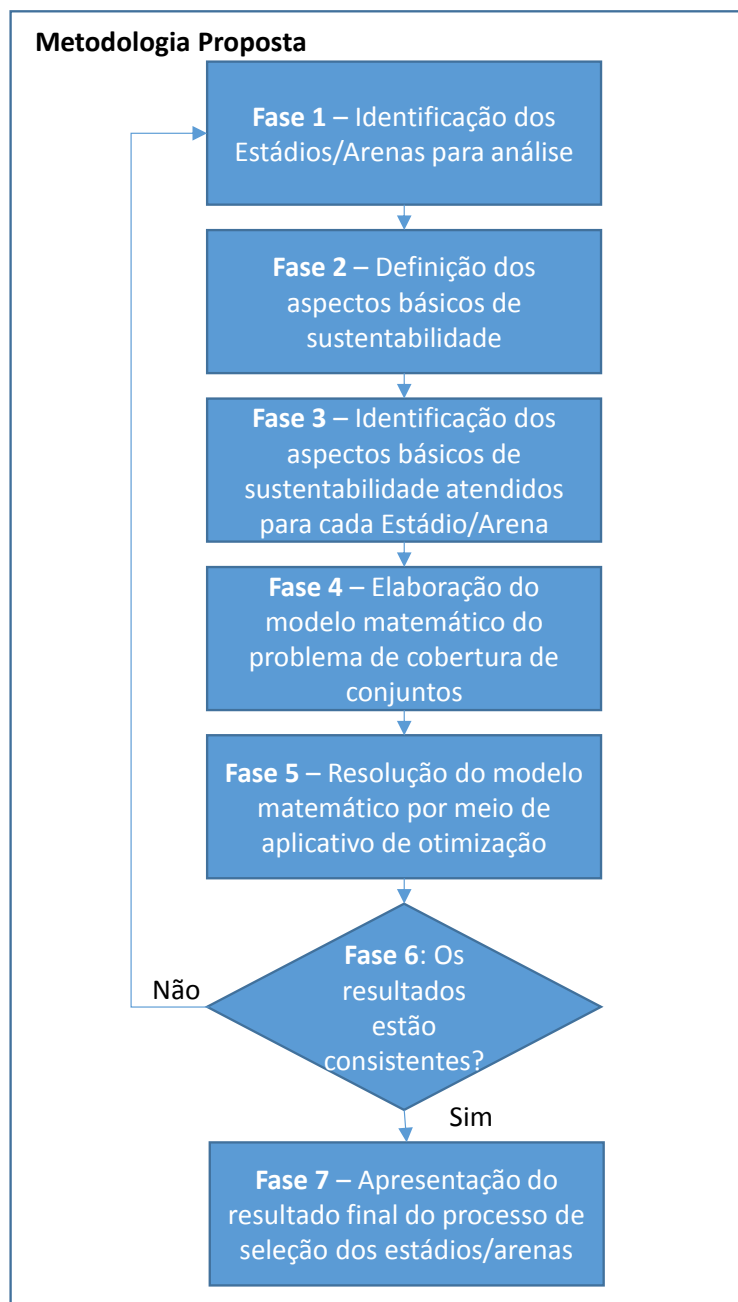 Metodologia Proposta
Fase 1 – Identificação dos
Estádios/Arenas para análise
Fase 2 – Definição dos
aspectos básicos de
sustentabilidade
Fase 3 – Identificação dos
aspectos básicos de
sustentabilidade atendidos
para cada Estádio/Arena
Fase 4 – Elaboração do
modelo matemático do
problema de cobertura de
conjuntos
Fase 5 – Resolução do modelo
matemático por meio de
aplicativo de otimização
Fase 6: Os
resultados
estão
consistentes?
Não
Sim
Fase 7 – Apresentação do
resultado final do processo de
seleção dos estádios/arenas